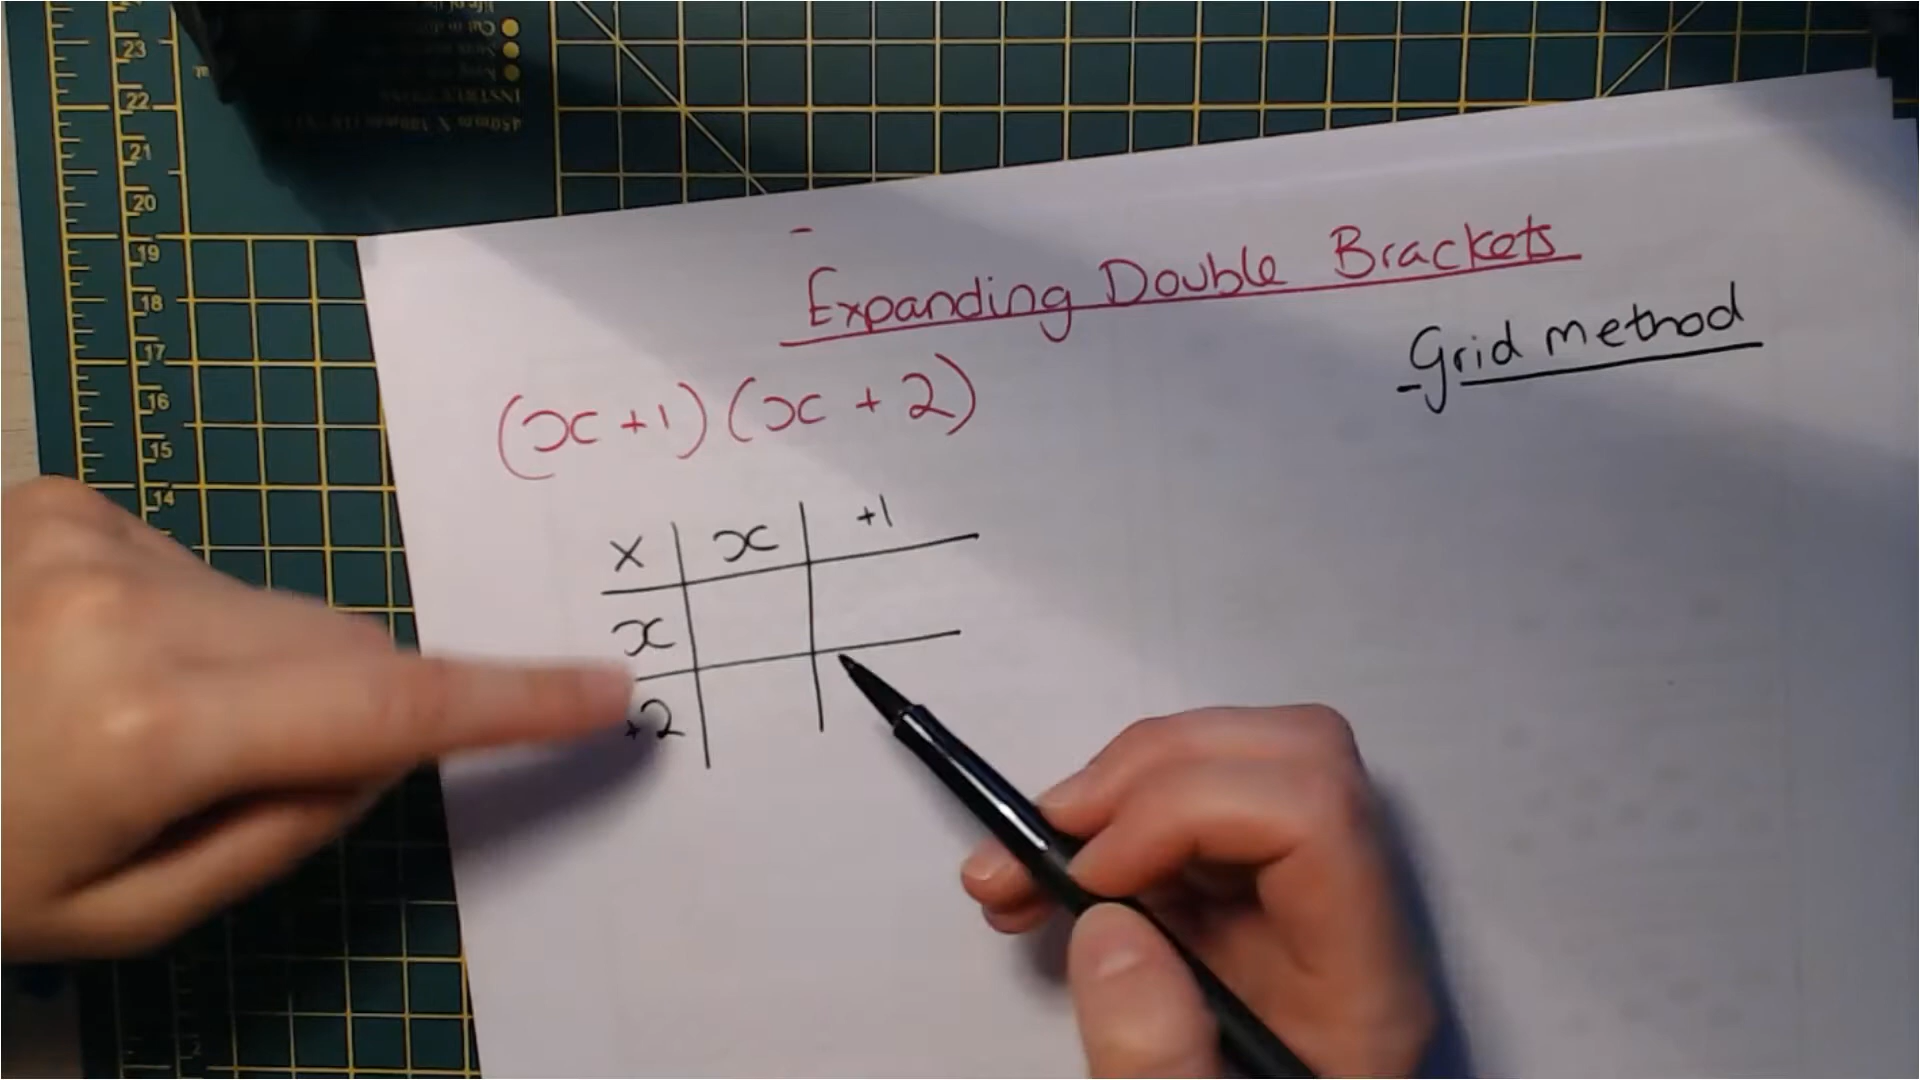 23
22
21
20
19
18
17
16
15
14
INSTRUCTIONS
Expanding Double Brackets
- Grid method
(x+1)(x+2)
× x +1
x
+2